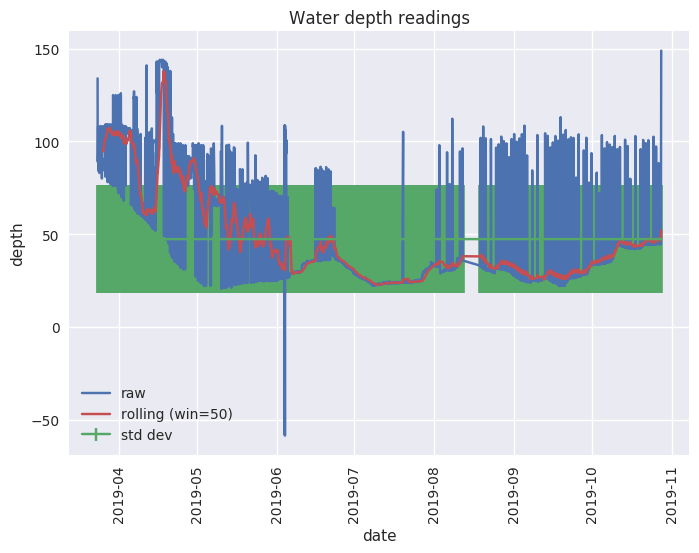 Water depth readings
depth
150
100
50
0
−50
raw
rolling (win=50)
std dev
2019-04
2019-05
2019-06
2019-07
2019-08
2019-09
2019-10
2019-11
date